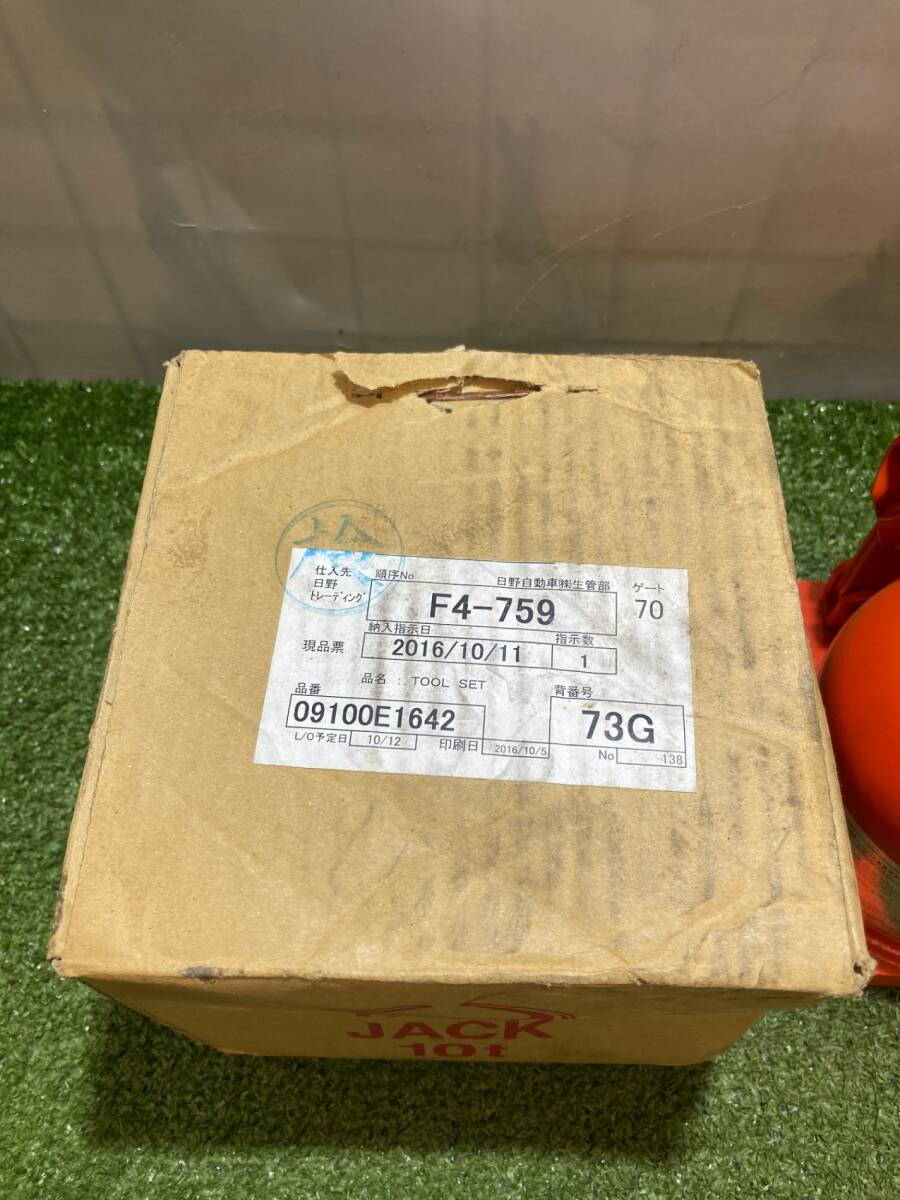 検
仕入先 順序No 日野自動車㈱生管部 ゲート
日野
トレーディング F4-759 70
納入指示日 指示数
現品票 2016/10/11 1
品名 : TOOL SET
品番 背番号
09100E1642 73G
L/O予定日 10/12 印刷日 2016/10/5 No 138
JACK
10t